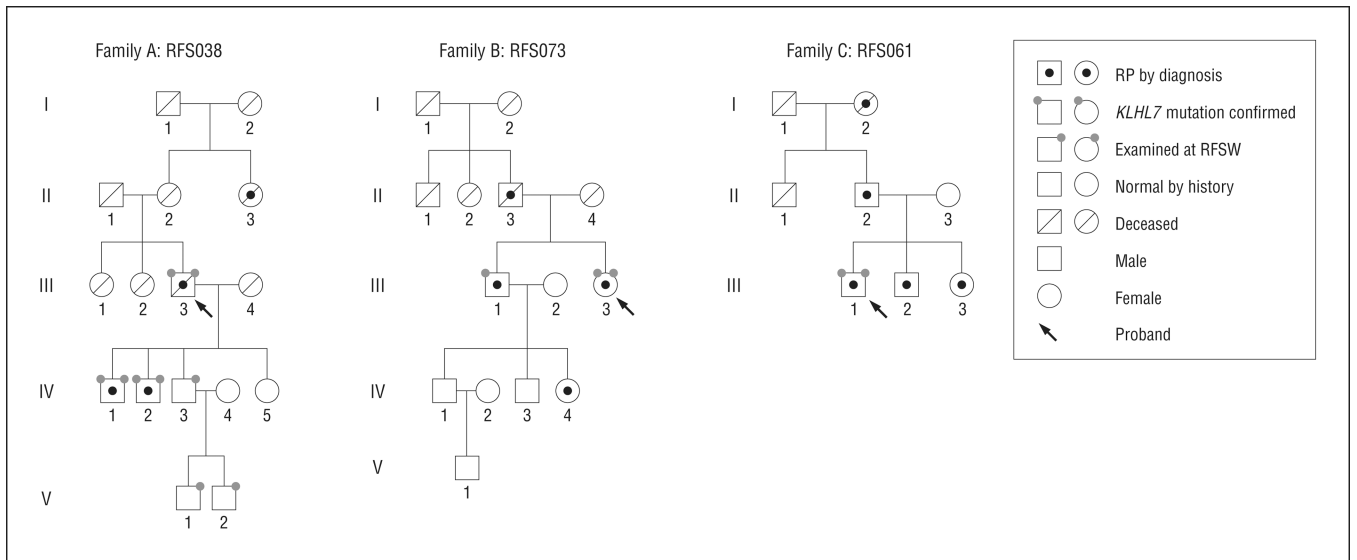 Family A: RFS038
I
1 2
II
1 2 3
III
1 2 3 4
IV
1 2 3 4 5
V
1 2
Family B: RFS073
I
1 2
II
1 2 3 4
III
1 2 3
IV
1 2 3 4
V
1
Family C: RFS061
I
1 2
II
1 2 3
III
1 2 3
RP by diagnosis
KLHL7 mutation confirmed
Examined at RFSW
Normal by history
Deceased
Male
Female
Proband